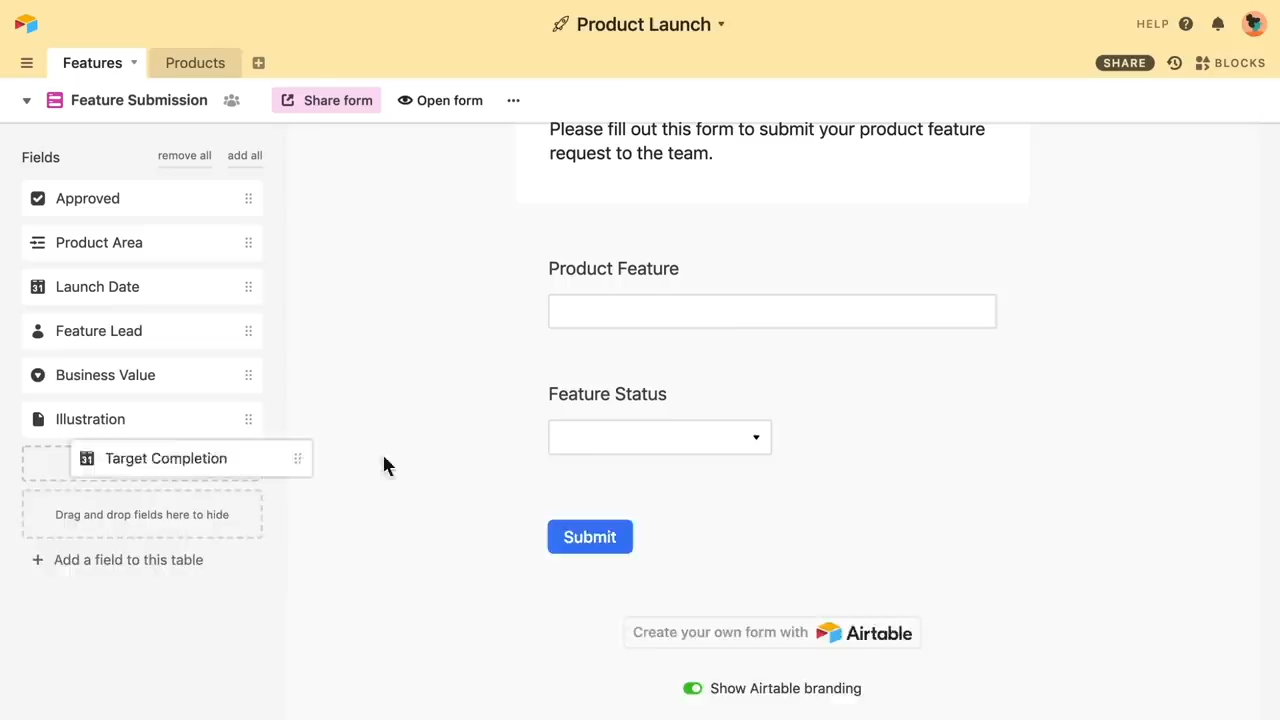 Product Launch
HELP
Features
Products
SHARE
BLOCKS
Feature Submission
Share form
Open form
Fields
remove all
add all
Approved
Product Area
31 Launch Date
Feature Lead
Business Value
Illustration
31 Target Completion
Drag and drop fields here to hide
+ Add a field to this table
Please fill out this form to submit your product feature
request to the team.
Product Feature
Feature Status
Submit
Create your own form with Airtable
Show Airtable branding